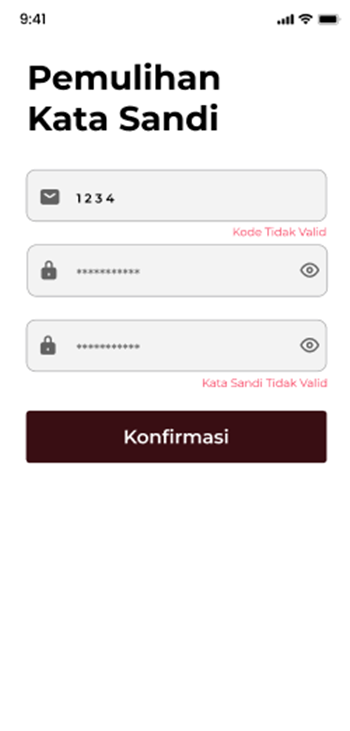 9:41
Pemulihan
Kata Sandi
1234
Kode Tidak Valid
***********
***********
Kata Sandi Tidak Valid
Konfirmasi